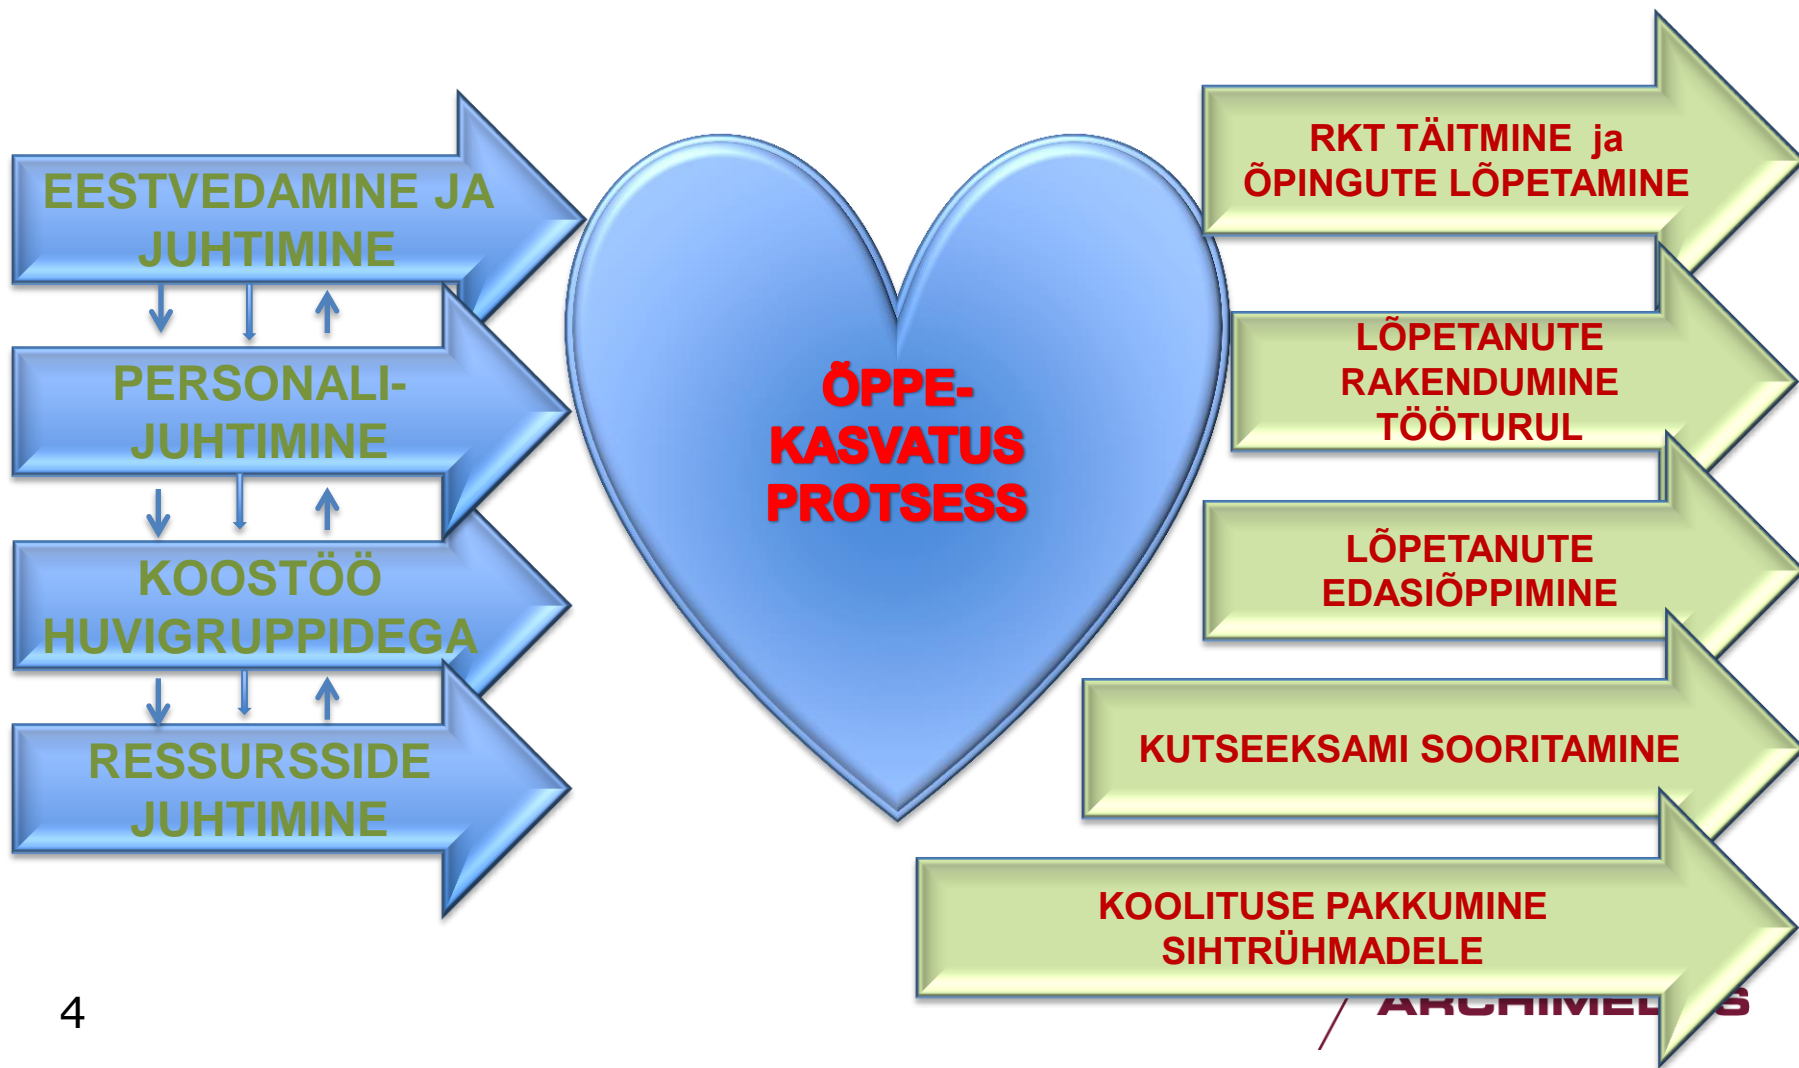 EESTVEDAMINE JA
JUHTIMINE
PERSONALI-
JUHTIMINE
KOOSTÖÖ
HUVIGRUPPIDEGA
RESSURSSIDE
JUHTIMINE
ÕPPE-
KASVATUS
PROTSESS
RKT TÄITMINE ja
ÕPINGUTE LÕPETAMINE
LÕPETANUTE
RAKENDUMINE
TÖÖTURUL
LÕPETANUTE
EDASIÕPPIMINE
KUTSEEKSAMI SOORITAMINE
KOOLITUSE PAKKUMINE
SIHTRÜHMADELE
4